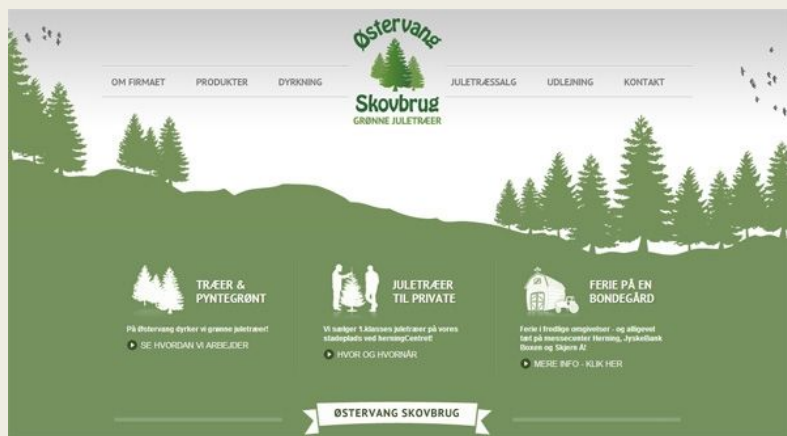 Østervang
OM FIRMAET PRODUKTER DYRKNING JULETRÆSSALG UDLEJNING KONTAKT
Skovbrug
GRØNNE JULETRÆER
TRÆER &
PYNTEGRØNT
På Østervang dyrker vi grønne juletræer!
SE HVORDAN VI ARBEJDER
JULETRÆER
TIL PRIVATE
Vi sælger 1.klasses juletræer på vores
stadeplads ved herningCentret!
HVOR OG HVORNÅR
FERIE PÅ EN
BONDEGÅRD
Ferie i fredlige omgivelser - og alligevel
tæt på messecenter Herning, JyskeBank
Boxen og Skjern Å!
MERE INFO - KLIK HER
ØSTERVANG SKOVBRUG